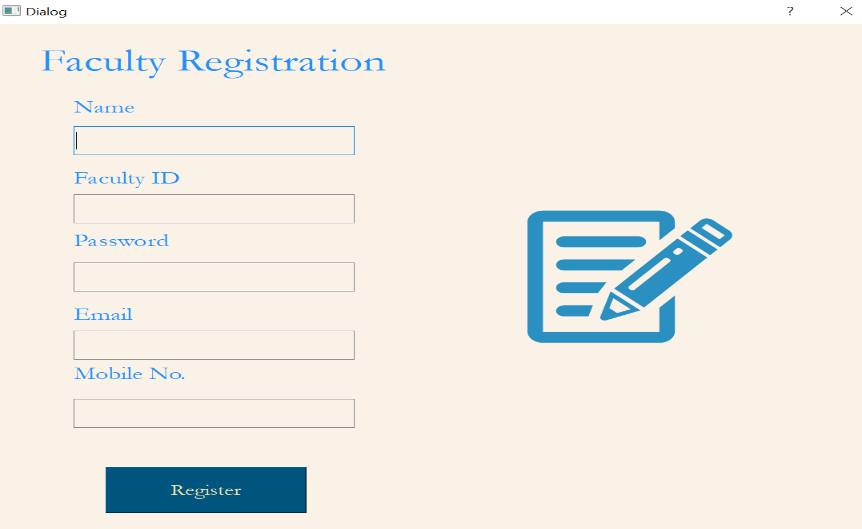 Dialog
?
Faculty Registration
Name
Faculty ID
Password
Email
Mobile No.
Register